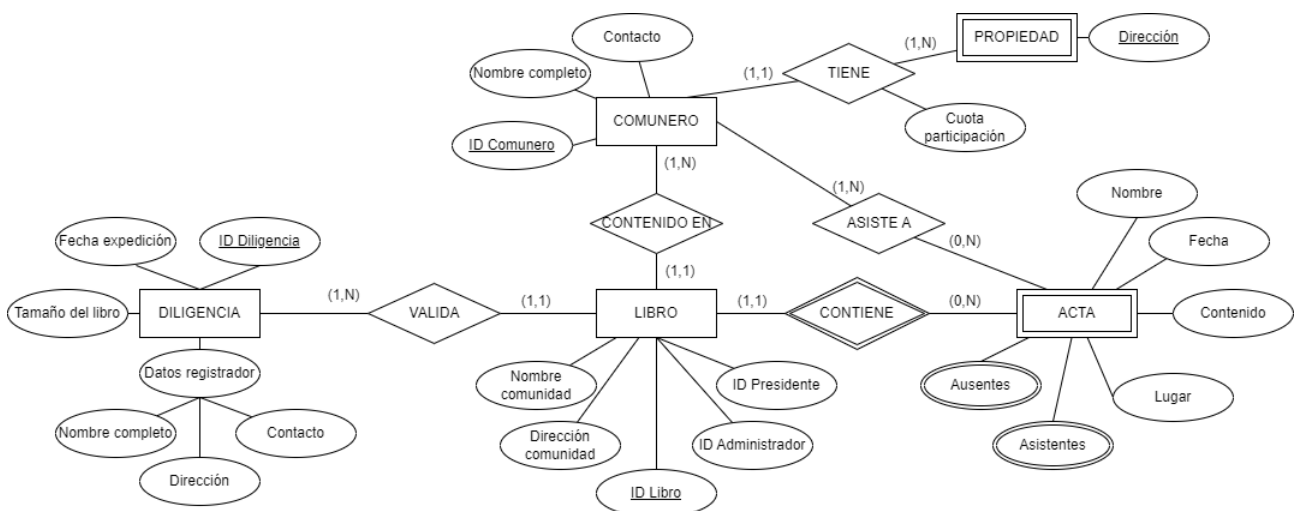 Contacto
(1,N)
PROPIEDAD
Dirección
Nombre completo
(1,1)
TIENE
COMUNERO
Cuota
participación
ID Comunero
(1,N)
(1,N)
Nombre
CONTENIDO EN
ASISTE A
Fecha expedición
ID Diligencia
Fecha
(0,N)
(1,1)
Tamaño del libro
DILIGENCIA
(1,N)
VALIDA
(1,1)
LIBRO
(1,1)
CONTIENE
(0,N)
ACTA
Contenido
Datos registrador
Nombre
comunidad
ID Presidente
Ausentes
Lugar
Nombre completo
Contacto
Dirección
comunidad
ID Administrador
Asistentes
Dirección
ID Libro